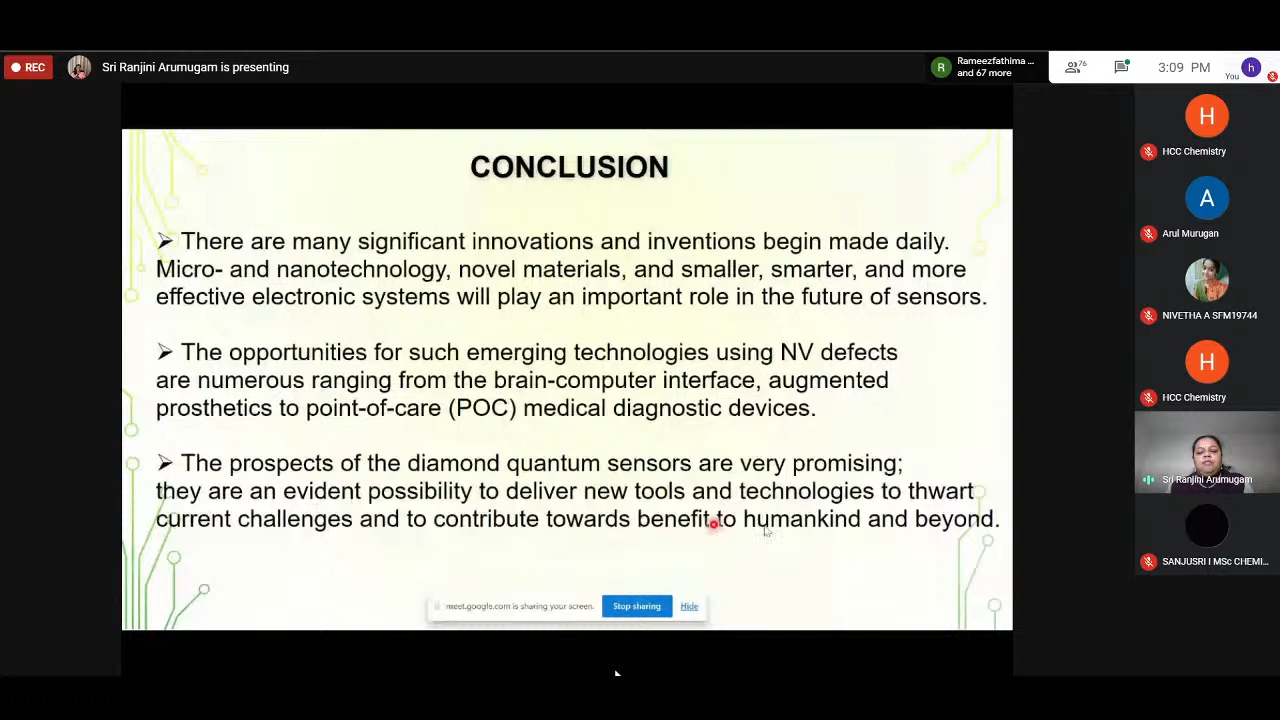 REC
Sri Ranjini Arumugam is presenting
R
Rameezfathima ...
and 67 more
76
3:09 PM
You
h
CONCLUSION
➢ There are many significant innovations and inventions begin made daily.
Micro- and nanotechnology, novel materials, and smaller, smarter, and more
effective electronic systems will play an important role in the future of sensors.
➢ The opportunities for such emerging technologies using NV defects
are numerous ranging from the brain-computer interface, augmented
prosthetics to point-of-care (POC) medical diagnostic devices.
➢ The prospects of the diamond quantum sensors are very promising;
they are an evident possibility to deliver new tools and technologies to thwart
current challenges and to contribute towards benefit to humankind and beyond.
meet.google.com is sharing your screen.
Stop sharing
Hide
H
HCC Chemistry
A
Arul Murugan
NIVETHA A SFM19744
H
HCC Chemistry
Sri Ranjini Arumugam
SANJUSRI I MSc CHEMI...